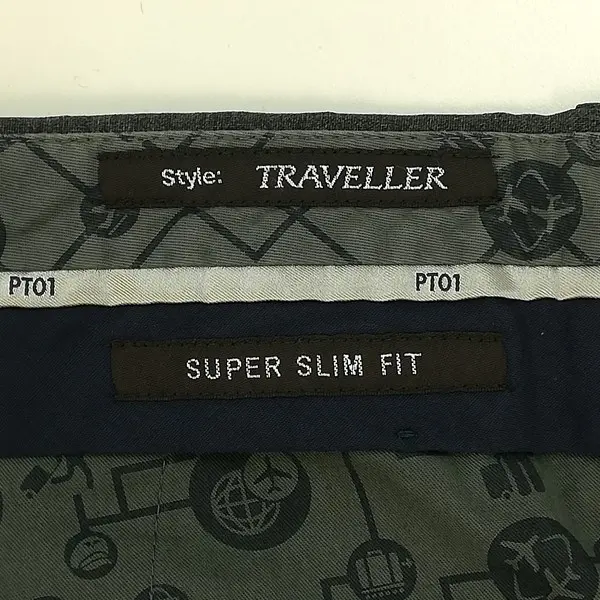 Style: TRAVELLER
PT01 PT01
SUPER SLIM FIT